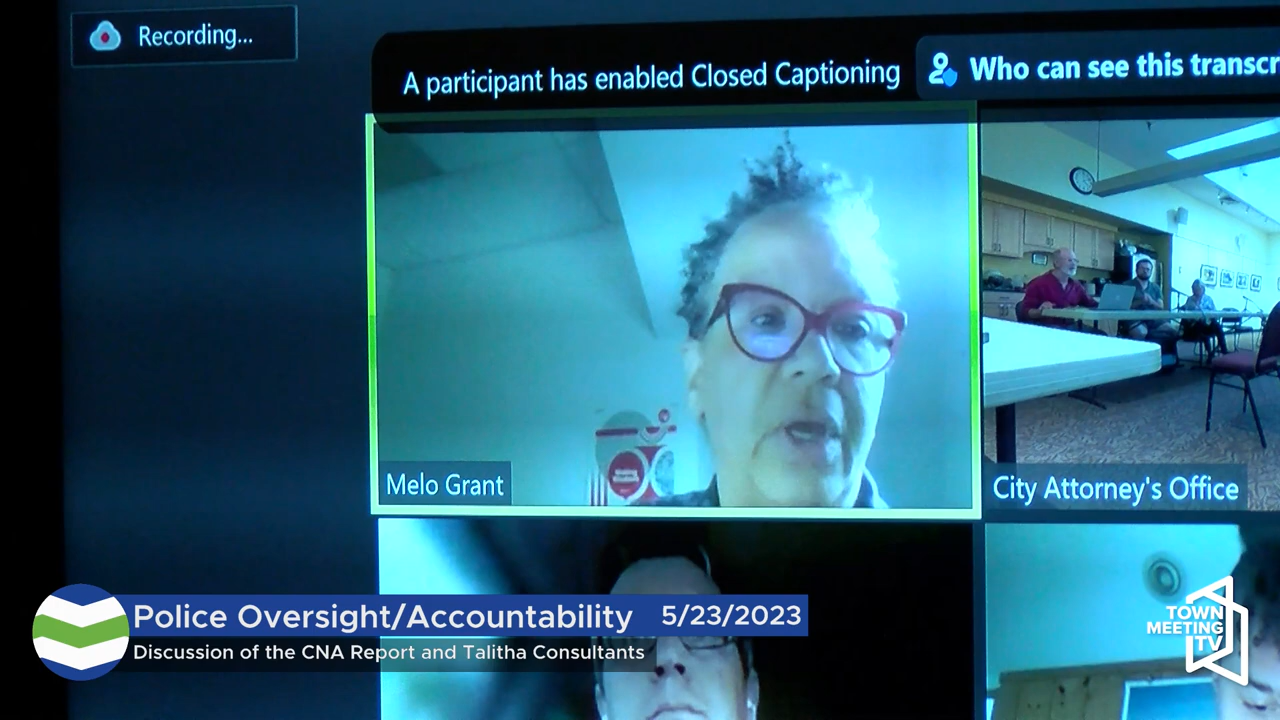 Recording...
A participant has enabled Closed Captioning
Who can see this transcr
Melo Grant
City Attorney's Office
Police Oversight/Accountability 5/23/2023
Discussion of the CNA Report and Talitha Consultants
TOWN
MEETING
TV